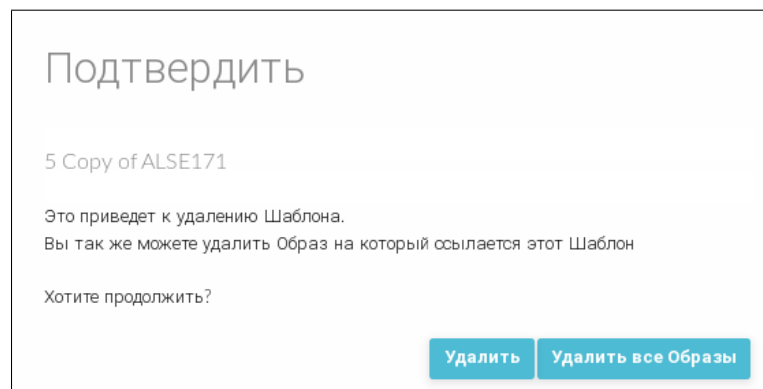 Подтвердить
5 Copy of ALSE171
Это приведет к удалению Шаблона.
Вы так же можете удалить Образ на который ссылается этот Шаблон
Хотите продолжить?
Удалить Удалить все Образы